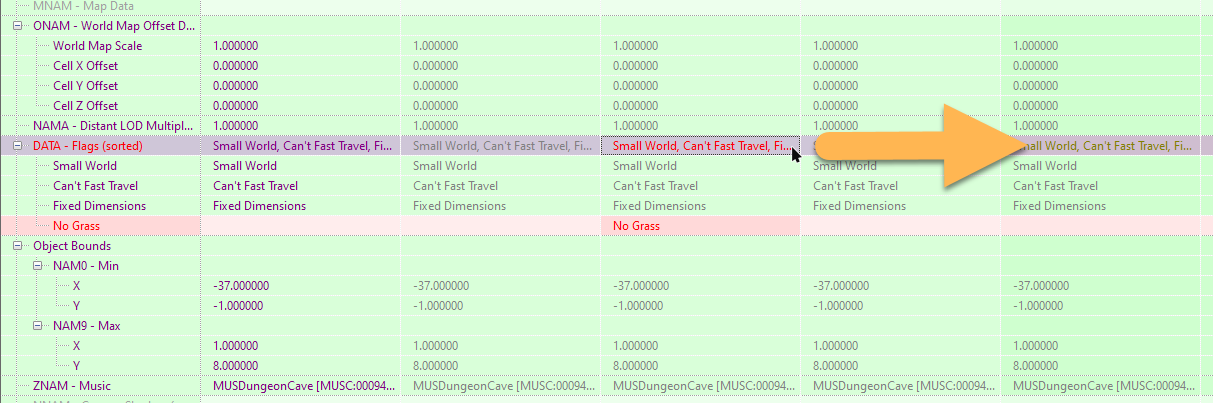 MNAM - Map Data
ONAM - World Map Offset D...
World Map Scale 1.000000 1.000000 1.000000 1.000000 1.000000
Cell X Offset 0.000000 0.000000 0.000000 0.000000 0.000000
Cell Y Offset 0.000000 0.000000 0.000000 0.000000 0.000000
Cell Z Offset 0.000000 0.000000 0.000000 0.000000 0.000000
NAMA - Distant LOD Multipl... 1.000000 1.000000 1.000000 1.000000 1.000000
DATA - Flags (sorted) Small World, Can't Fast Travel, Fi... Small World, Can't Fast Travel, Fi... Small World, Can't Fast Travel, Fi... Small World, Can't Fast Travel, Fi...
Small World Small World Small World Small World Small World Small World
Can't Fast Travel Can't Fast Travel Can't Fast Travel Can't Fast Travel Can't Fast Travel Can't Fast Travel
Fixed Dimensions Fixed Dimensions Fixed Dimensions Fixed Dimensions Fixed Dimensions Fixed Dimensions
No Grass No Grass
Object Bounds
NAM0 - Min
X -37.000000 -37.000000 -37.000000 -37.000000 -37.000000
Y -1.000000 -1.000000 -1.000000 -1.000000 -1.000000
NAM9 - Max
X 1.000000 1.000000 1.000000 1.000000 1.000000
Y 8.000000 8.000000 8.000000 8.000000 8.000000
ZNAM - Music MUSDungeonCave [MUSC:00094... MUSDungeonCave [MUSC:00094... MUSDungeonCave [MUSC:00094... MUSDungeonCave [MUSC:00094... MUSDungeonCave [MUSC:00094...